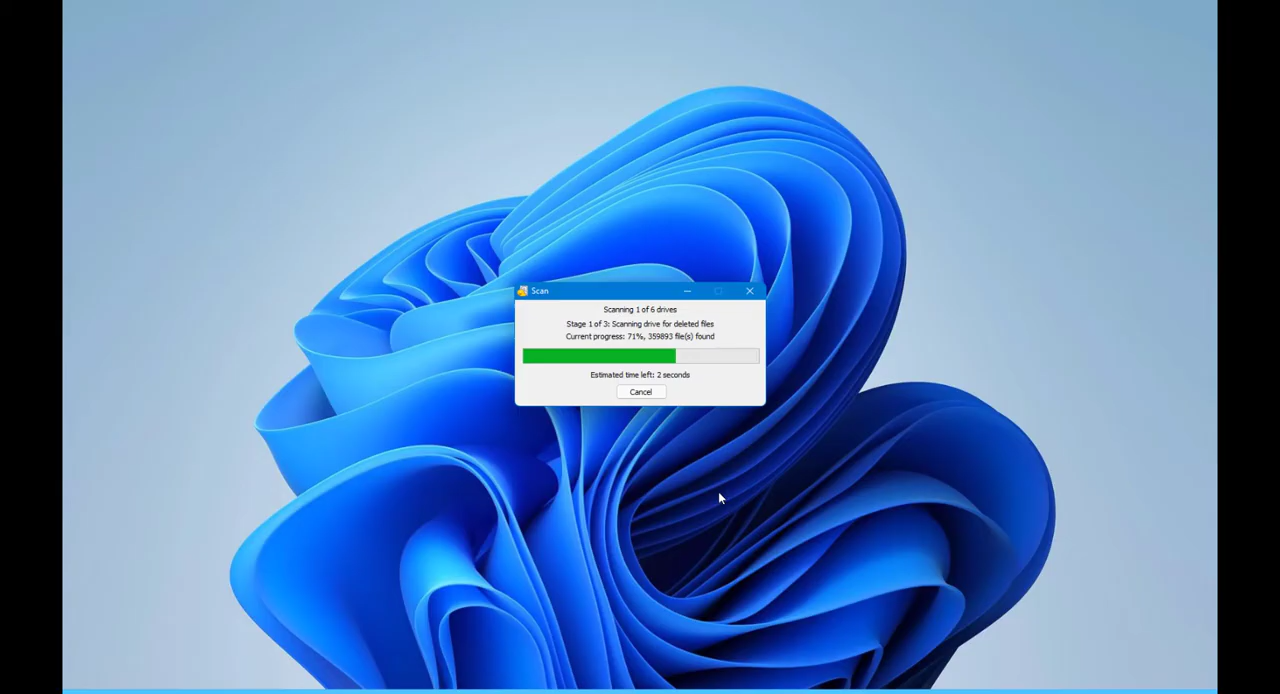 Scan
Scanning 1 of 6 drives
Stage 1 of 3: Scanning drive for deleted files
Current progress: 71%, 359893 file(s) found
Estimated time left: 2 seconds
Cancel